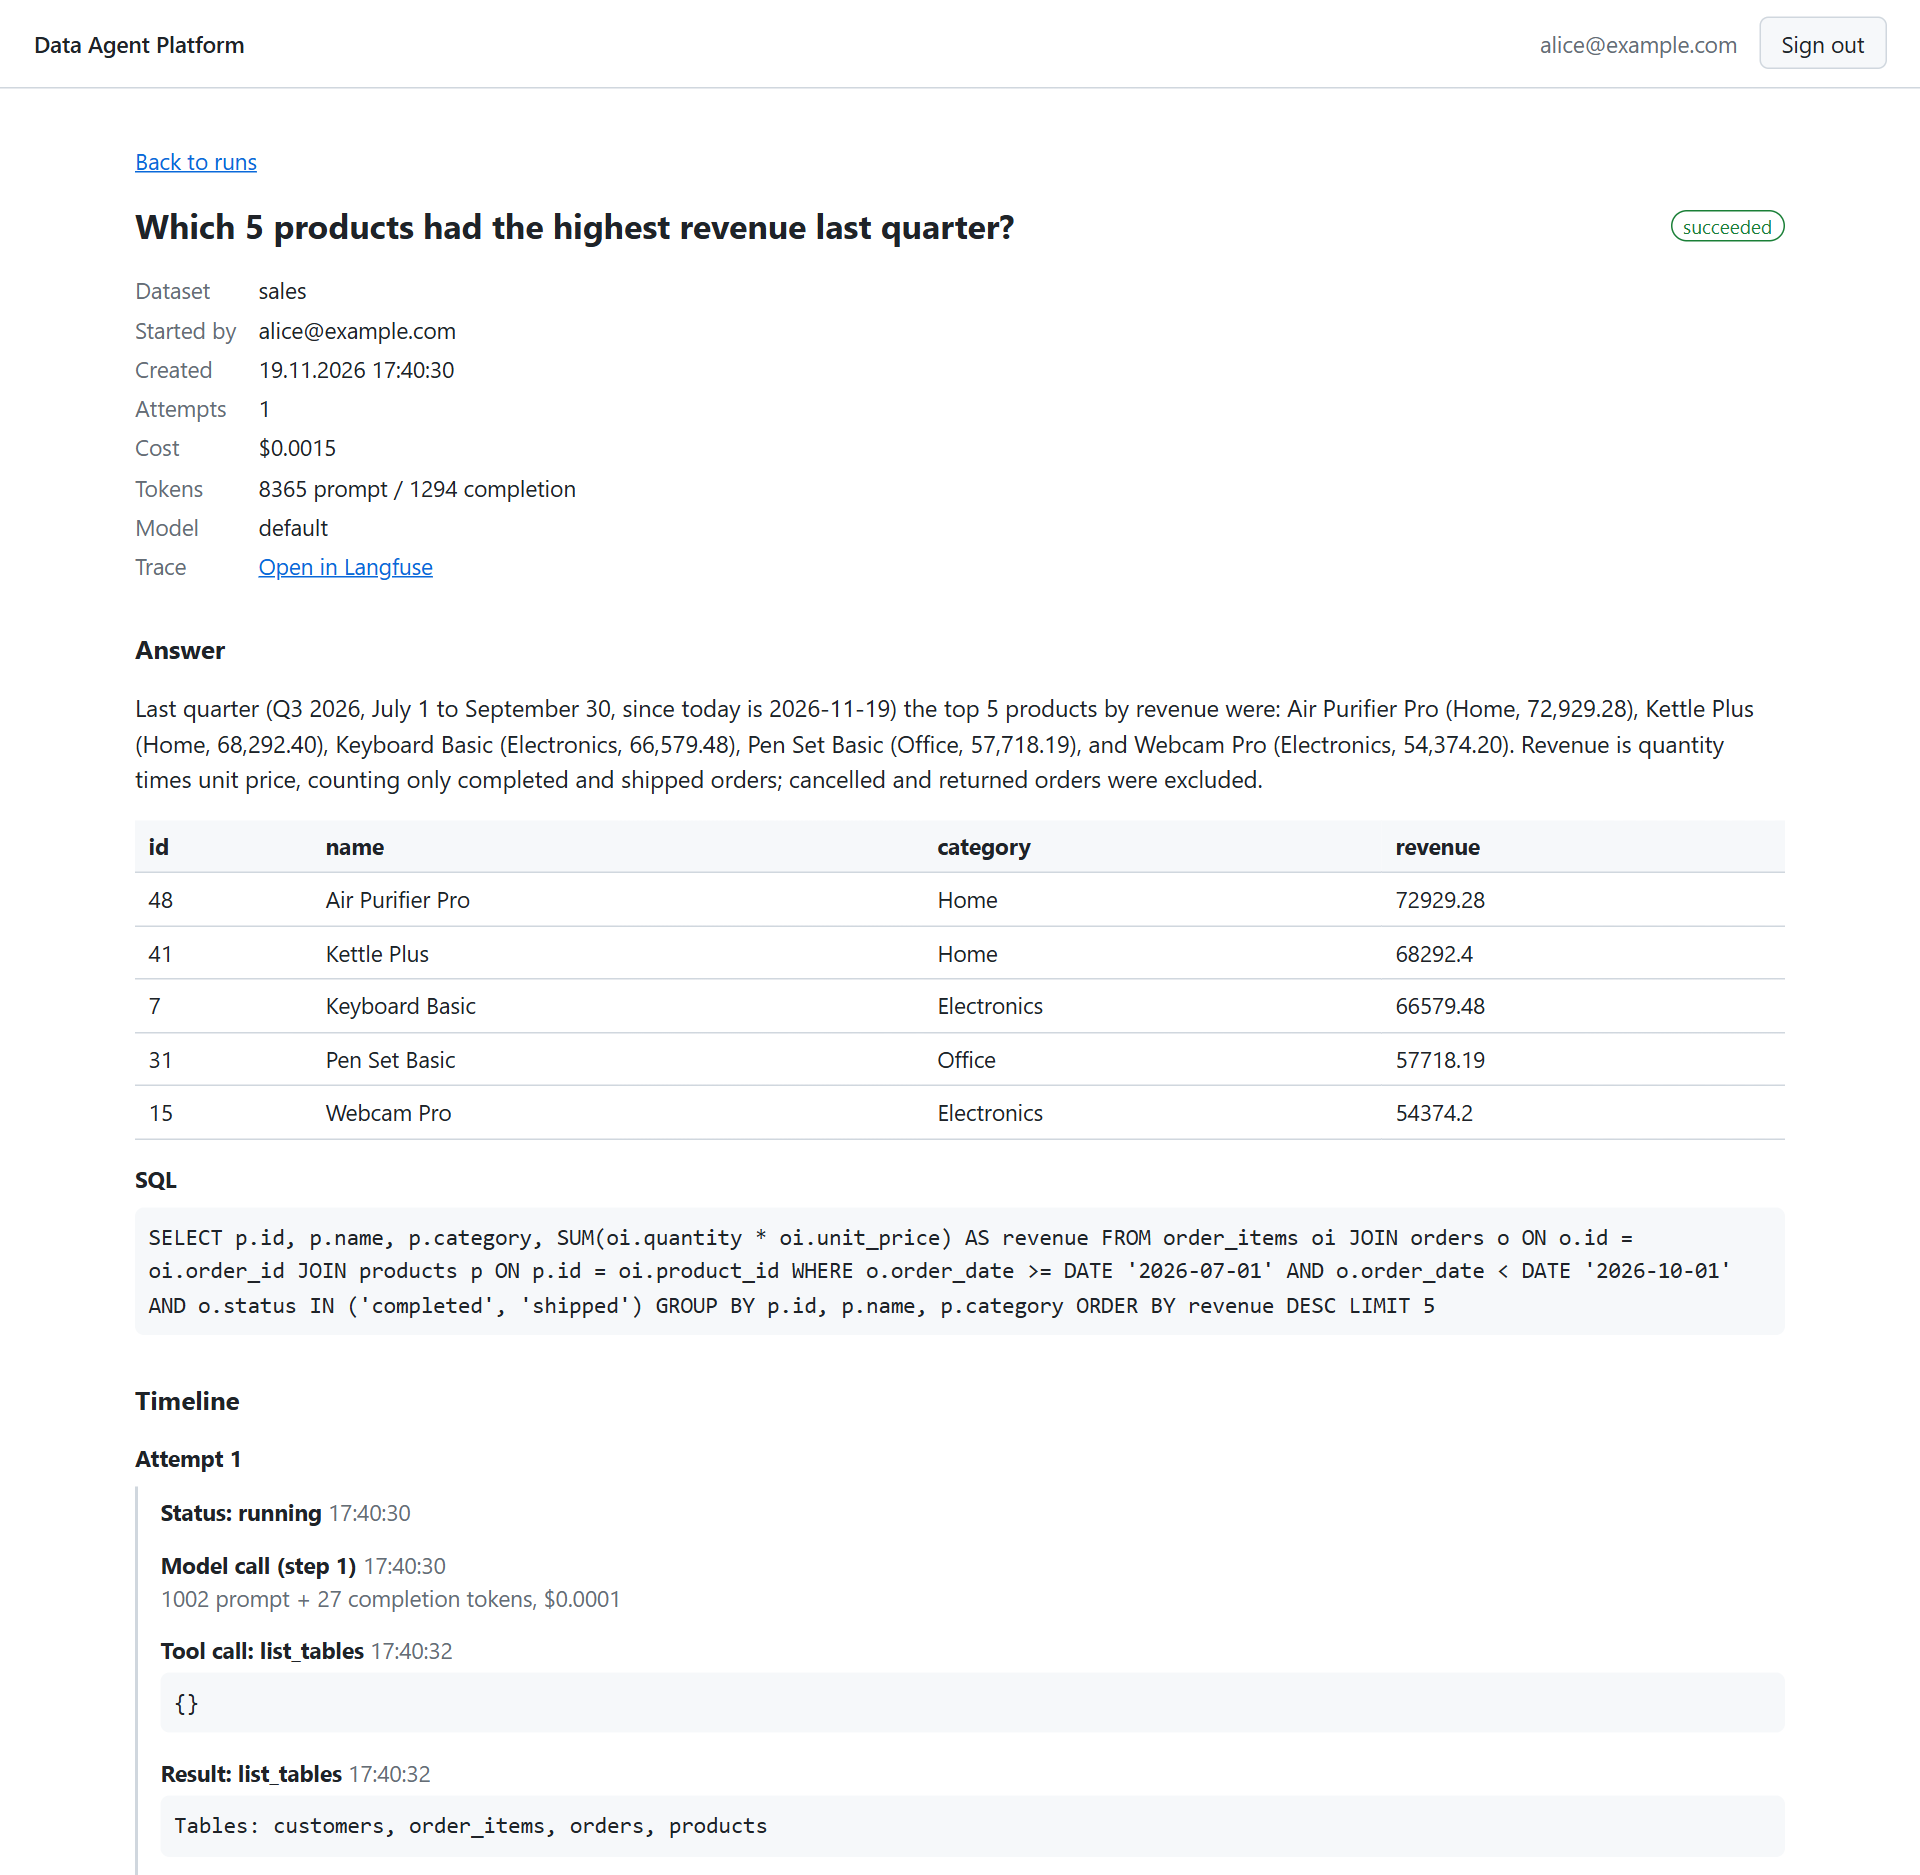 Data Agent Platform
alice@example.com
Sign out
Back to runs
Which 5 products had the highest revenue last quarter?
succeeded
Dataset sales
Started by alice@example.com
Created 19.11.2026 17:40:30
Attempts 1
Cost $0.0015
Tokens 8365 prompt / 1294 completion
Model default
Trace Open in Langfuse
Answer
Last quarter (Q3 2026, July 1 to September 30, since today is 2026-11-19) the top 5 products by revenue were: Air Purifier Pro (Home, 72,929.28), Kettle Plus
(Home, 68,292.40), Keyboard Basic (Electronics, 66,579.48), Pen Set Basic (Office, 57,718.19), and Webcam Pro (Electronics, 54,374.20). Revenue is quantity
times unit price, counting only completed and shipped orders; cancelled and returned orders were excluded.
id name category revenue
48 Air Purifier Pro Home 72929.28
41 Kettle Plus Home 68292.4
7 Keyboard Basic Electronics 66579.48
31 Pen Set Basic Office 57718.19
15 Webcam Pro Electronics 54374.2
SQL
SELECT p.id, p.name, p.category, SUM(oi.quantity * oi.unit_price) AS revenue FROM order_items oi JOIN orders o ON o.id =
oi.order_id JOIN products p ON p.id = oi.product_id WHERE o.order_date >= DATE '2026-07-01' AND o.order_date < DATE '2026-10-01'
AND o.status IN ('completed', 'shipped') GROUP BY p.id, p.name, p.category ORDER BY revenue DESC LIMIT 5
Timeline
Attempt 1
Status: running 17:40:30
Model call (step 1) 17:40:30
1002 prompt + 27 completion tokens, $0.0001
Tool call: list_tables 17:40:32
{}
Result: list_tables 17:40:32
Tables: customers, order_items, orders, products